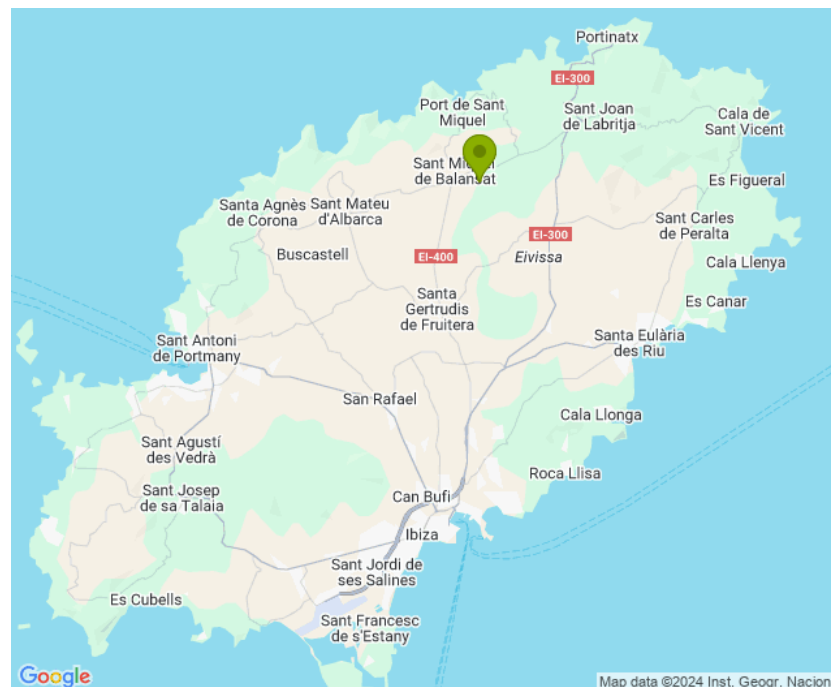 Portinatx
EI-300
Port de Sant
Miquel
Sant Joan
de Labritja
Cala de
Sant Vicent
Sant Miquel
de Balansat
Es Figueral
Santa Agnès
de Corona
Sant Mateu
d'Albarca
Sant Carles
de Peralta
EI-300
Buscastell
EI-400
Eivissa
Cala Llenya
Santa
Gertrudis
de Fruitera
Es Canar
Sant Antoni
de Portmany
Santa Eulària
des Riu
San Rafael
Cala Llonga
Sant Agustí
des Vedrà
Roca Llisa
Sant Josep
de sa Talaia
Can Bufi
Ibiza
Sant Jordi de
ses Salines
Es Cubells
Sant Francesc
de s'Estany
Google
Map data ©2024 Inst. Geogr. Nacion